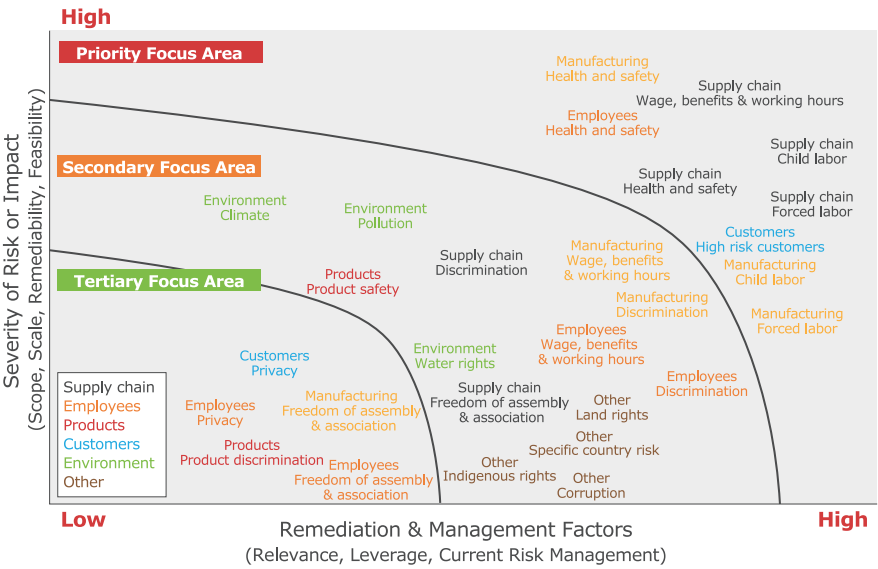 High
Priority Focus Area
Manufacturing
Health and safety
Supply chain
Wage, benefits & working hours
Employees
Health and safety
Supply chain
Child labor
Secondary Focus Area
Supply chain
Health and safety
Supply chain
Forced labor
Environment
Climate
Environment
Pollution
Customers
High risk customers
Supply chain
Discrimination
Manufacturing
Wage, benefits
& working hours
Manufacturing
Child labor
Tertiary Focus Area
Products
Product safety
Manufacturing
Discrimination
Manufacturing
Forced labor
Employees
Wage, benefits
& working hours
Customers
Privacy
Environment
Water rights
Employees
Discrimination
Supply chain
Freedom of assembly
& association
Manufacturing
Freedom of assembly
& association
Employees
Privacy
Other
Land rights
Products
Product discrimination
Other
Specific country risk
Employees
Freedom of assembly
& association
Other
Indigenous rights
Other
Corruption
Supply chain
Employees
Products
Customers
Environment
Other
Severity of Risk or Impact
(Scope, Scale, Remediability, Feasibility)
Low
High
Remediation & Management Factors
(Relevance, Leverage, Current Risk Management)